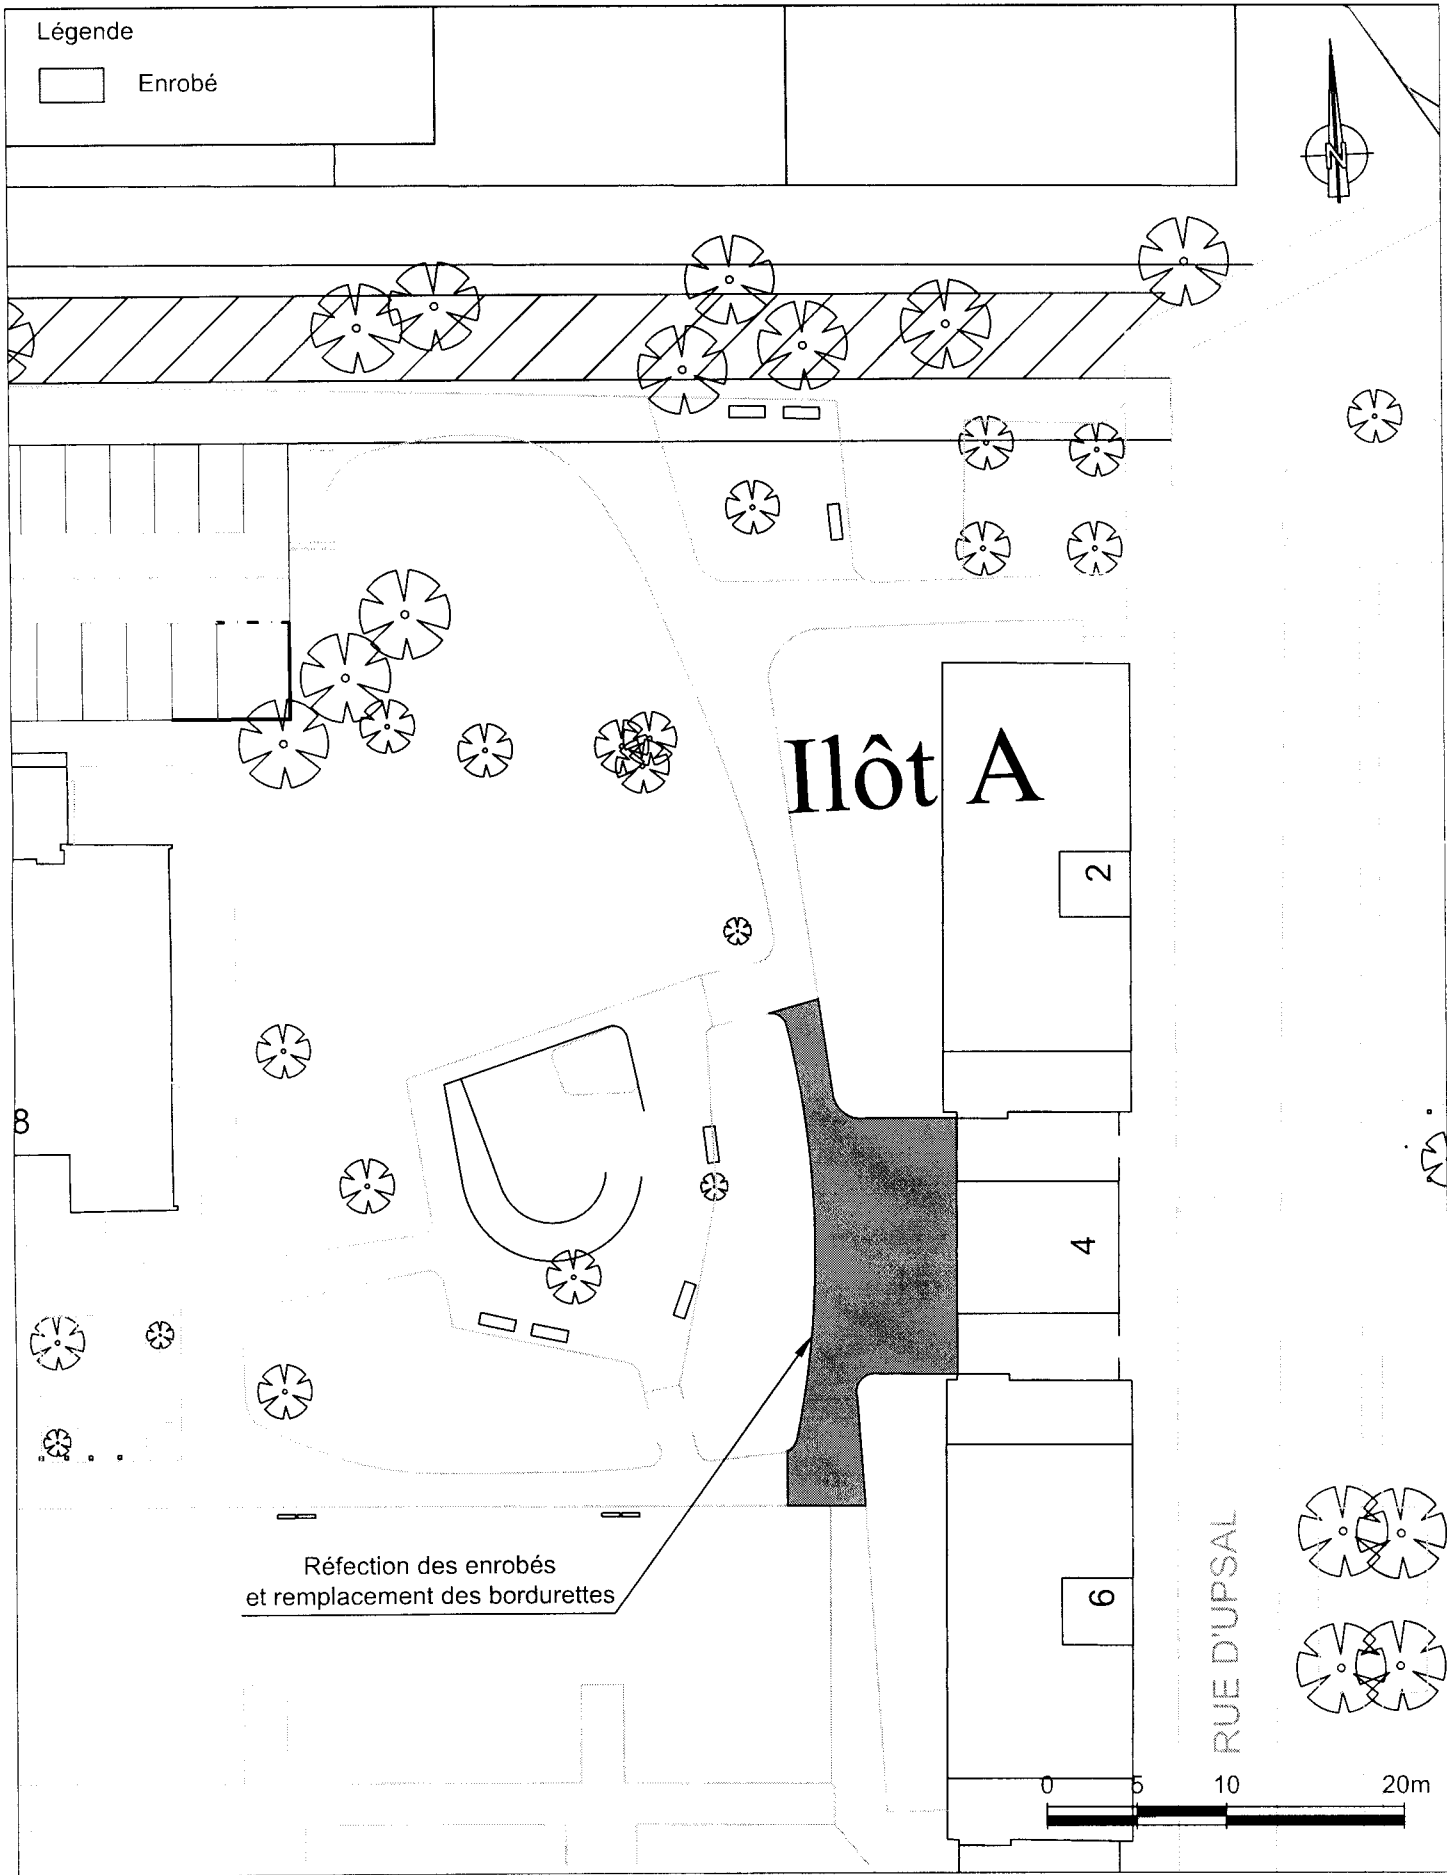 Légende
Enrobé
N
Ilôt A
2
8
4
Réfection des enrobés
et remplacement des bordurettes
6
RUE D'UPSAL
0 5 10 20m